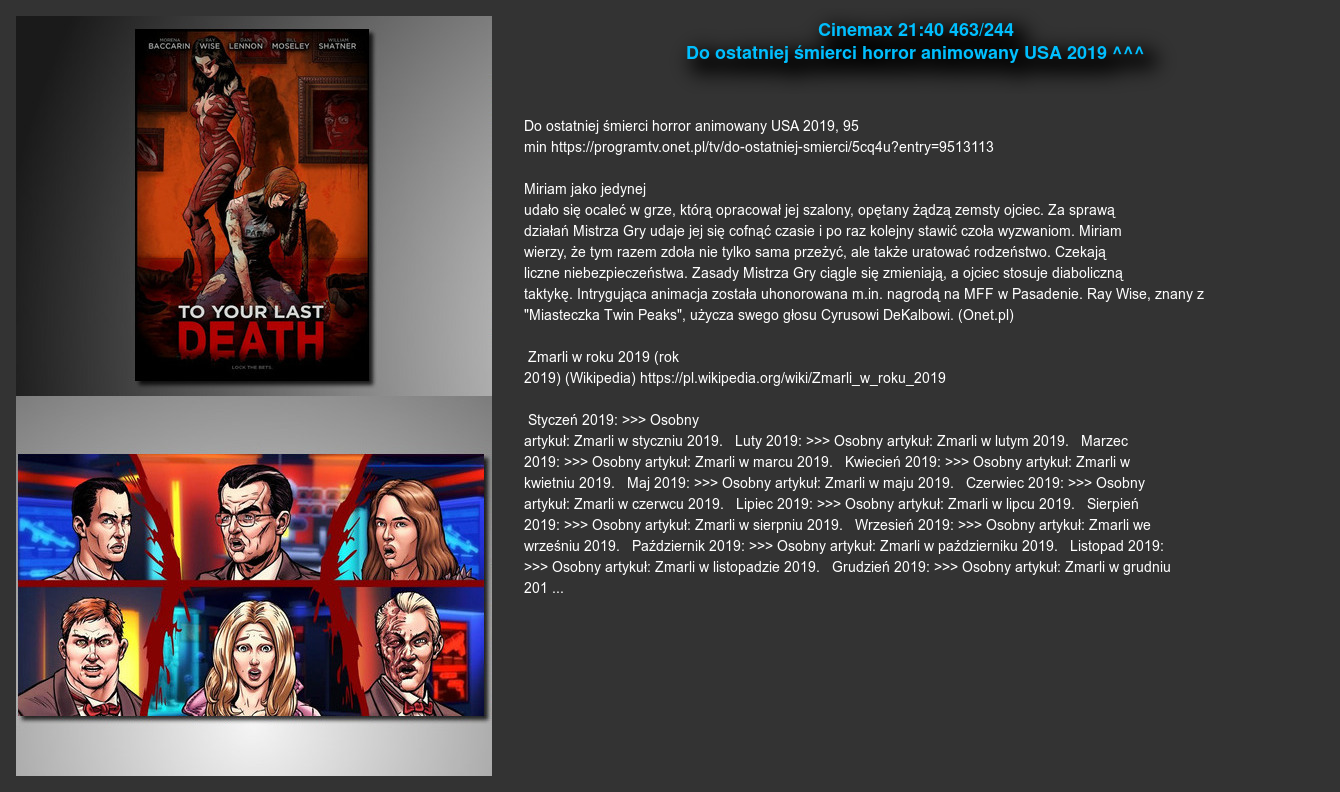 MORENA BACCARIN RAY WISE DANI LENNON BILL MOSELEY WILLIAM SHATNER
TO YOUR LAST
DEATH
LOCK THE BETS.
Cinemax 21:40 463/244
Do ostatniej śmierci horror animowany USA 2019 ^^^
Do ostatniej śmierci horror animowany USA 2019, 95
min https://programtv.onet.pl/tv/do-ostatniej-smierci/5cq4u?entry=9513113
Miriam jako jedynej
udało się ocaleć w grze, którą opracował jej szalony, opętany żądzą zemsty ojciec. Za sprawą
działań Mistrza Gry udaje jej się cofnąć czasie i po raz kolejny stawić czoła wyzwaniom. Miriam
wierzy, że tym razem zdoła nie tylko sama przeżyć, ale także uratować rodzeństwo. Czekają
liczne niebezpieczeństwa. Zasady Mistrza Gry ciągle się zmieniają, a ojciec stosuje diaboliczną
taktykę. Intrygująca animacja została uhonorowana m.in. nagrodą na MFF w Pasadenie. Ray Wise, znany z
"Miasteczka Twin Peaks", użycza swego głosu Cyrusowi DeKalbowi. (Onet.pl)
Zmarli w roku 2019 (rok
2019) (Wikipedia) https://pl.wikipedia.org/wiki/Zmarli_w_roku_2019
Styczeń 2019: >>> Osobny
artykuł: Zmarli w styczniu 2019.   Luty 2019: >>> Osobny artykuł: Zmarli w lutym 2019.   Marzec
2019: >>> Osobny artykuł: Zmarli w marcu 2019.   Kwiecień 2019: >>> Osobny artykuł: Zmarli w
kwietniu 2019.   Maj 2019: >>> Osobny artykuł: Zmarli w maju 2019.   Czerwiec 2019: >>> Osobny
artykuł: Zmarli w czerwcu 2019.   Lipiec 2019: >>> Osobny artykuł: Zmarli w lipcu 2019.   Sierpień
2019: >>> Osobny artykuł: Zmarli w sierpniu 2019.   Wrzesień 2019: >>> Osobny artykuł: Zmarli we
wrześniu 2019.   Październik 2019: >>> Osobny artykuł: Zmarli w październiku 2019.   Listopad 2019:
>>> Osobny artykuł: Zmarli w listopadzie 2019.   Grudzień 2019: >>> Osobny artykuł: Zmarli w grudniu
201 ...